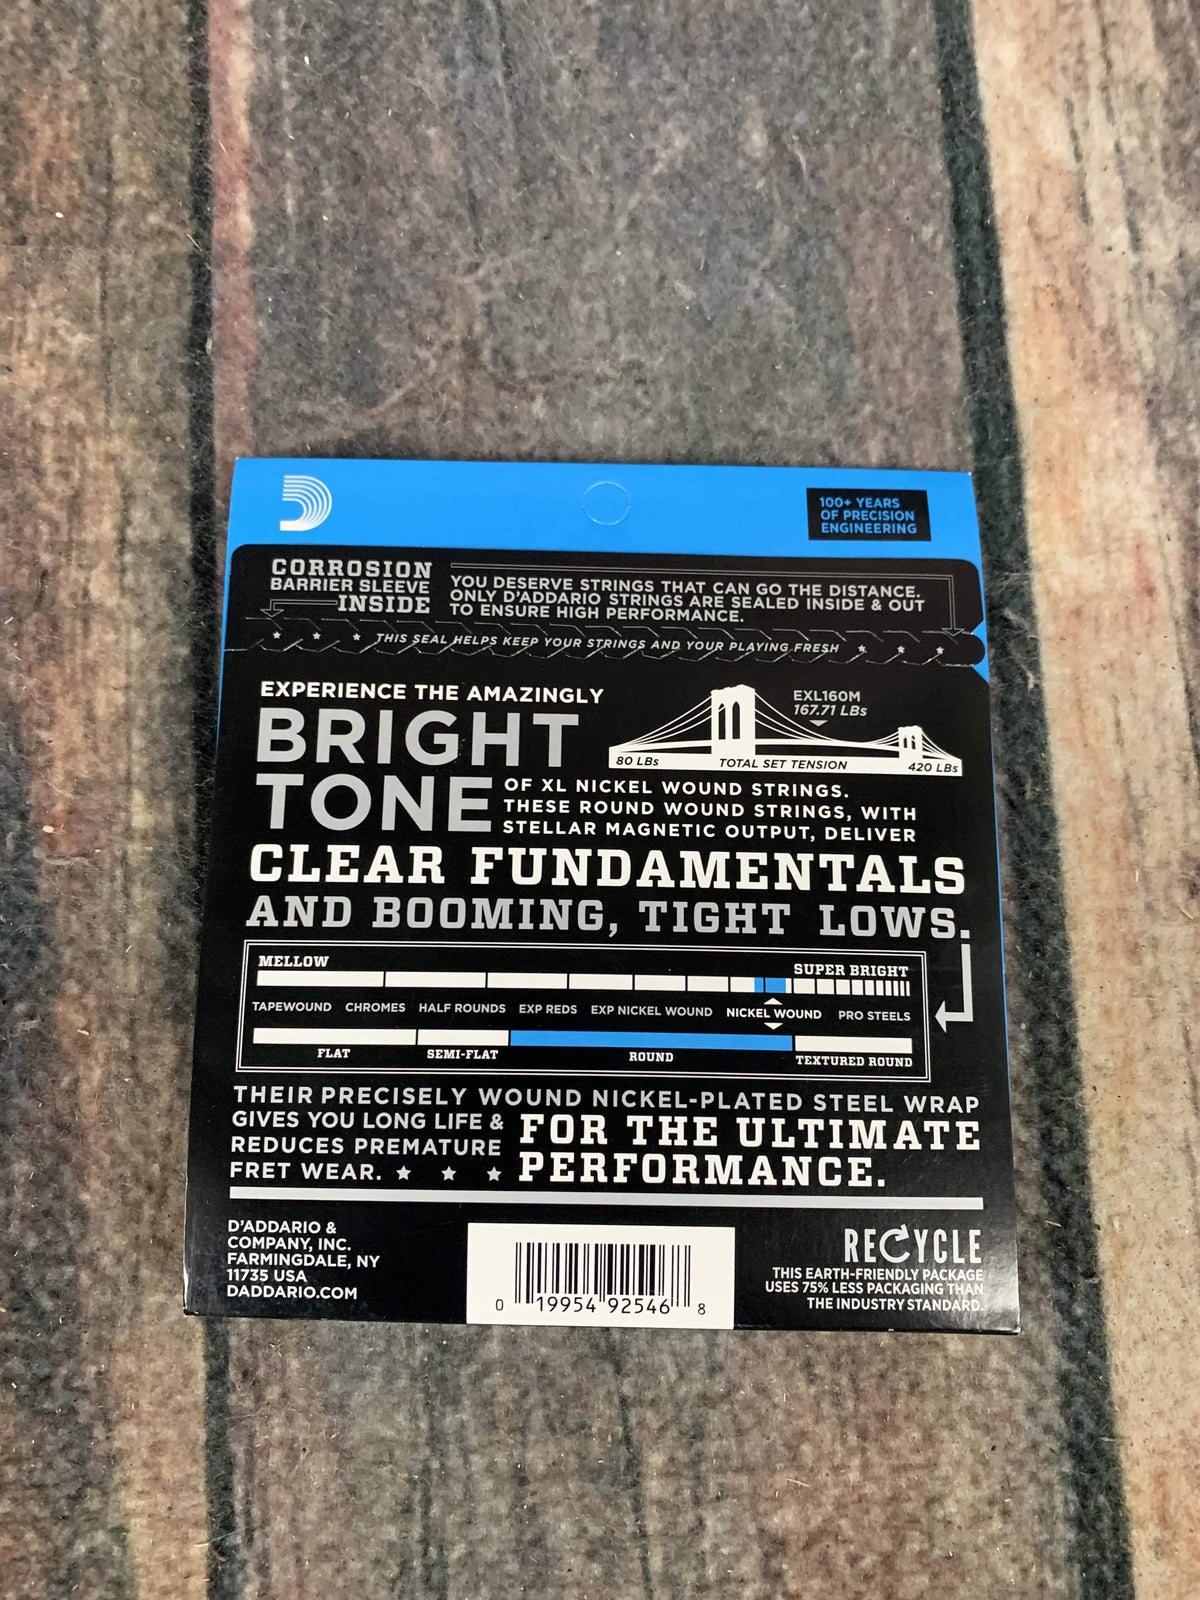 100+ YEARS
OF PRECISION
ENGINEERING
CORROSION
BARRIER SLEEVE
INSIDE
YOU DESERVE STRINGS THAT CAN GO THE DISTANCE.
ONLY D'ADDARIO STRINGS ARE SEALED INSIDE & OUT
TO ENSURE HIGH PERFORMANCE.
THIS SEAL HELPS KEEP YOUR STRINGS AND YOUR PLAYING FRESH
EXPERIENCE THE AMAZINGLY
BRIGHT
TONE
EXL160M
167.71 LBs
80 LBs TOTAL SET TENSION 420 LBs
OF XL NICKEL WOUND STRINGS.
THESE ROUND WOUND STRINGS, WITH
STELLAR MAGNETIC OUTPUT, DELIVER
CLEAR FUNDAMENTALS
AND BOOMING, TIGHT LOWS.
MELLOW SUPER BRIGHT
TAPEWOUND CHROMES HALF ROUNDS EXP REDS EXP NICKEL WOUND NICKEL WOUND PRO STEELS
FLAT SEMI-FLAT ROUND TEXTURED ROUND
THEIR PRECISELY WOUND NICKEL-PLATED STEEL WRAP
GIVES YOU LONG LIFE &
REDUCES PREMATURE
FRET WEAR.
FOR THE ULTIMATE
PERFORMANCE.
D'ADDARIO &
COMPANY, INC.
FARMINGDALE, NY
11735 USA
DADDARIO.COM
0 19954 92546 8
RECYCLE
THIS EARTH-FRIENDLY PACKAGE
USES 75% LESS PACKAGING THAN
THE INDUSTRY STANDARD.